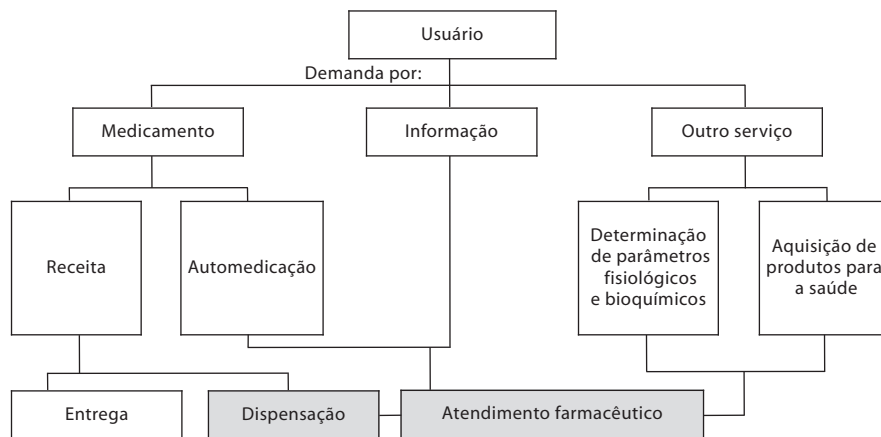 Usuário
Demanda por:
Medicamento
Informação
Outro serviço
Receita
Automedicação
Determinação
de parâmetros
fisiológicos
e bioquímicos
Aquisição de
produtos para
a saúde
Entrega
Dispensação
Atendimento farmacêutico